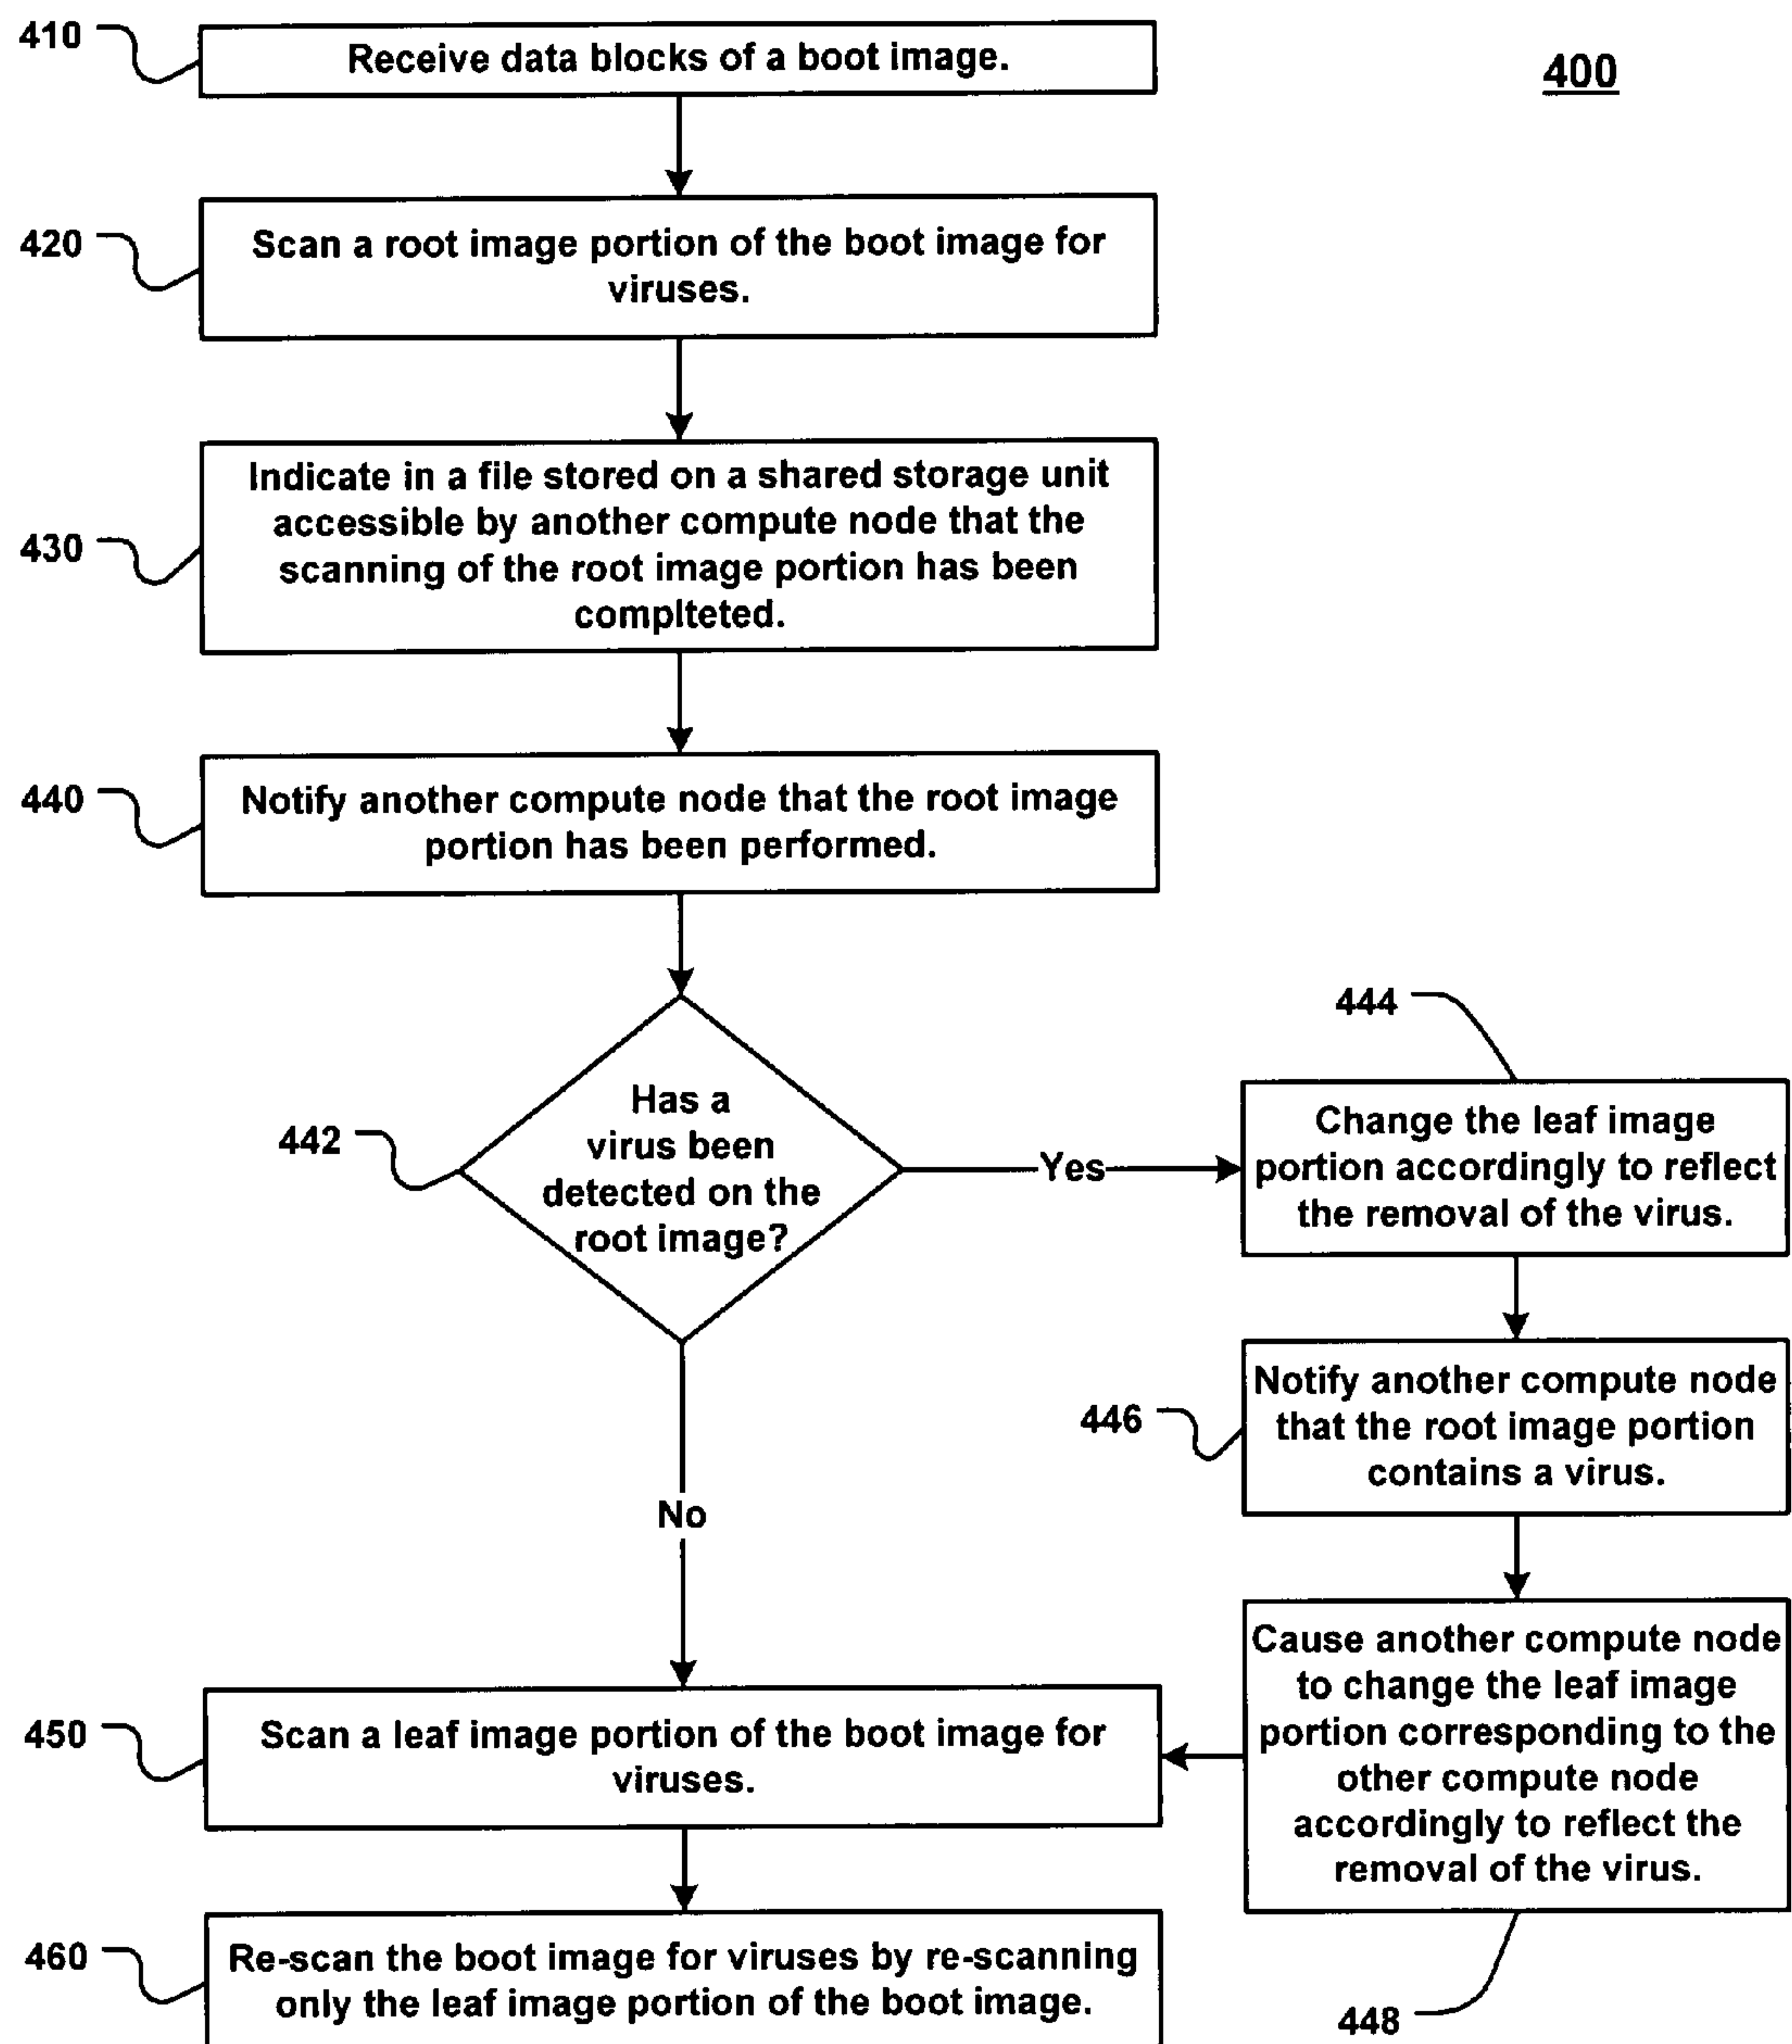 410
Receive data blocks of a boot image.
400
420
Scan a root image portion of the boot image for
viruses.
430
Indicate in a file stored on a shared storage unit
accessible by another compute node that the
scanning of the root image portion has been
complteted.
440
Notify another compute node that the root image
portion has been performed.
442
Has a
virus been
detected on the
root image?
Yes
444
Change the leaf image
portion accordingly to reflect
the removal of the virus.
446
Notify another compute node
that the root image portion
contains a virus.
No
448
Cause another compute node
to change the leaf image
portion corresponding to the
other compute node
accordingly to reflect the
removal of the virus.
450
Scan a leaf image portion of the boot image for
viruses.
460
Re-scan the boot image for viruses by re-scanning
only the leaf image portion of the boot image.